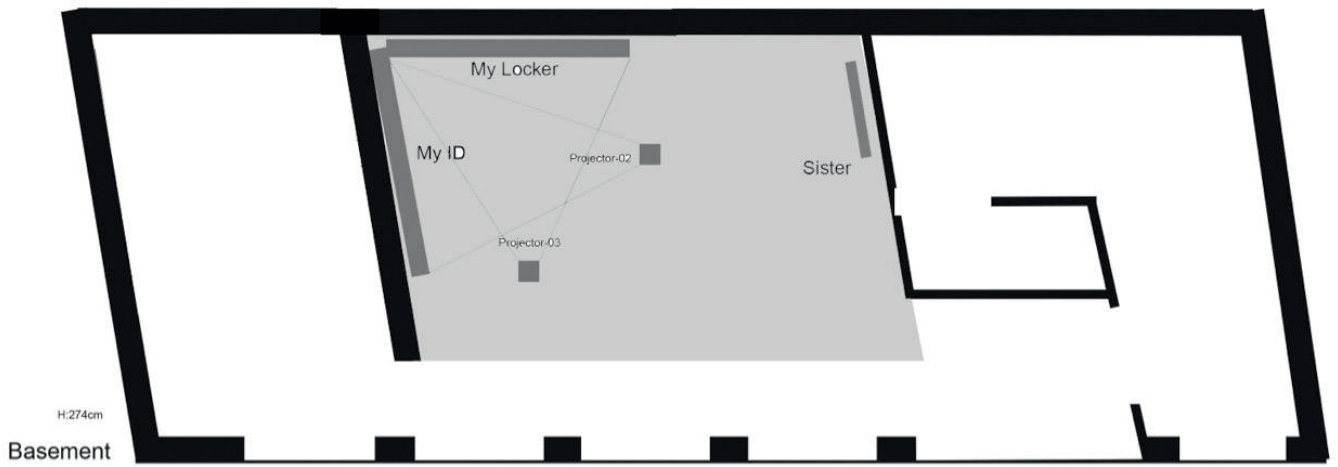 My Locker
My ID
Projector-02
Sister
Projector-03
H:274cm
Basement